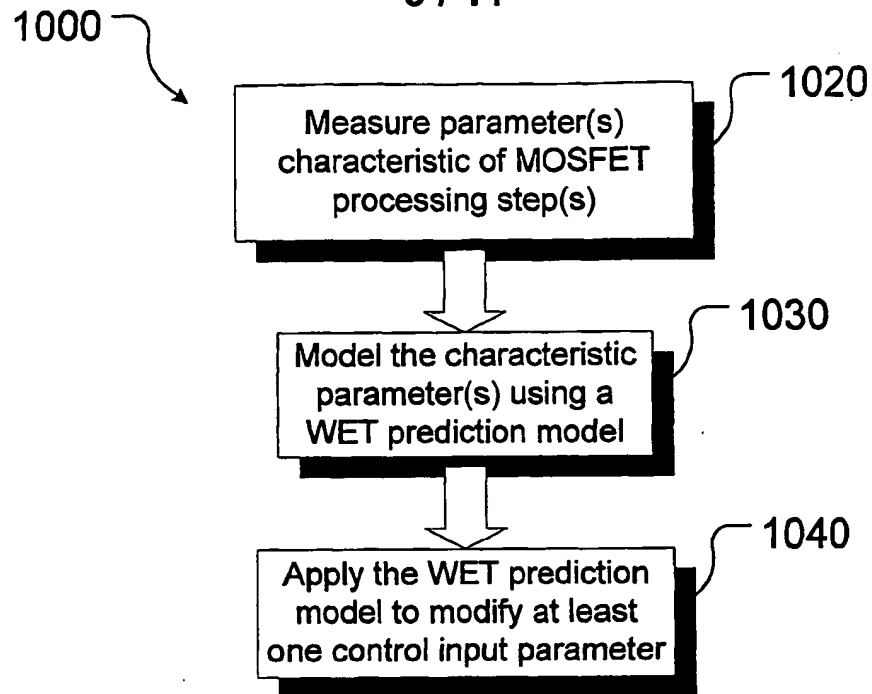 1000
1020
Measure parameter(s)
characteristic of MOSFET
processing step(s)
1030
Model the characteristic
parameter(s) using a
WET prediction model
1040
Apply the WET prediction
model to modify at least
one control input parameter